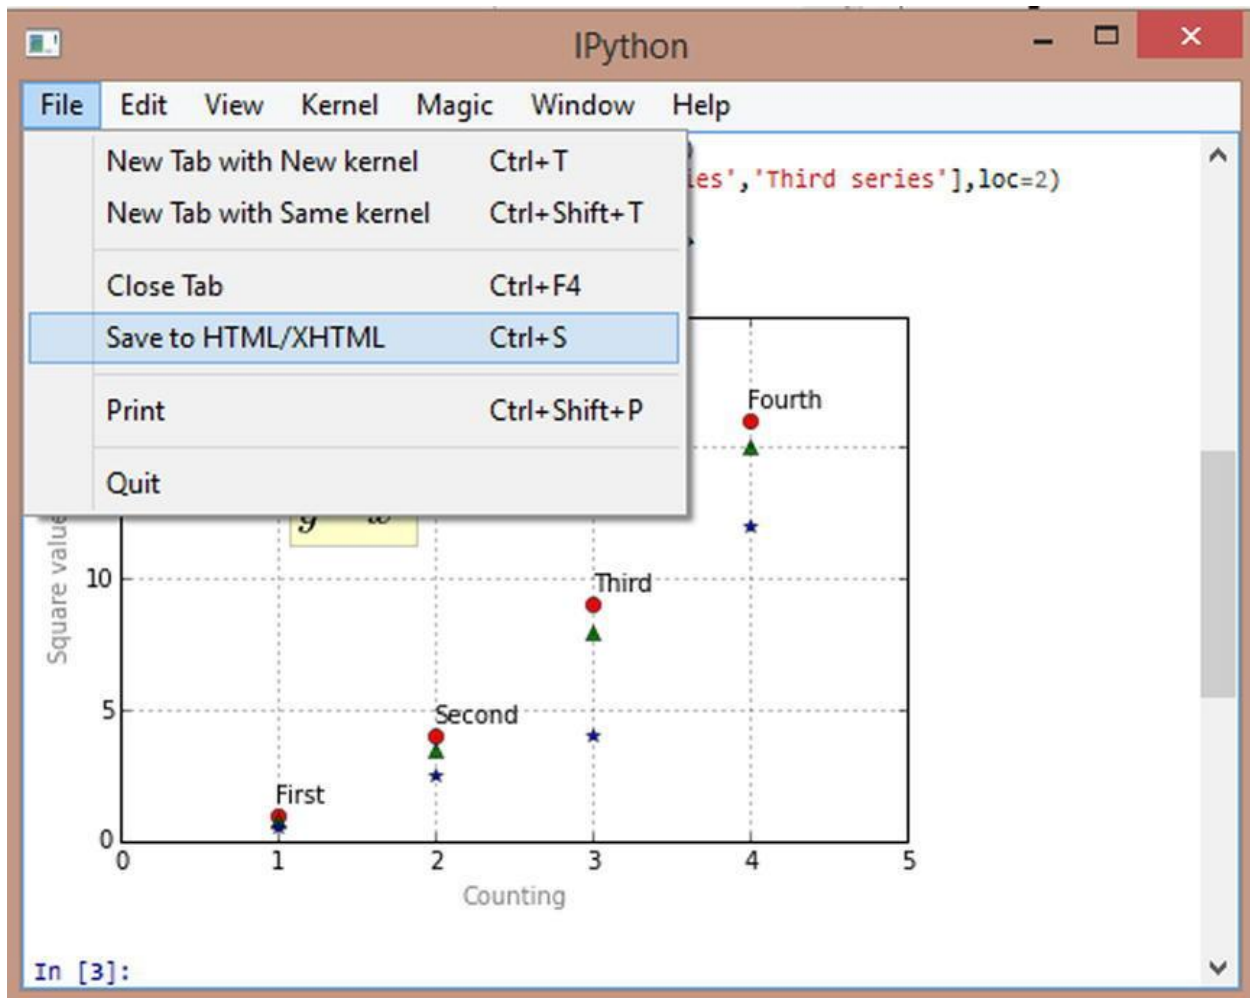 IPython
File Edit View Kernel Magic Window Help
New Tab with New kernel Ctrl+T
ies','Third series'],loc=2)
New Tab with Same kernel Ctrl+Shift+T
Close Tab Ctrl+F4
Save to HTML/XHTML Ctrl+S
Print Ctrl+Shift+P
Quit
Fourth
Square value
10
Third
5
Second
First
0
0 1 2 3 4 5
Counting
In [3]: